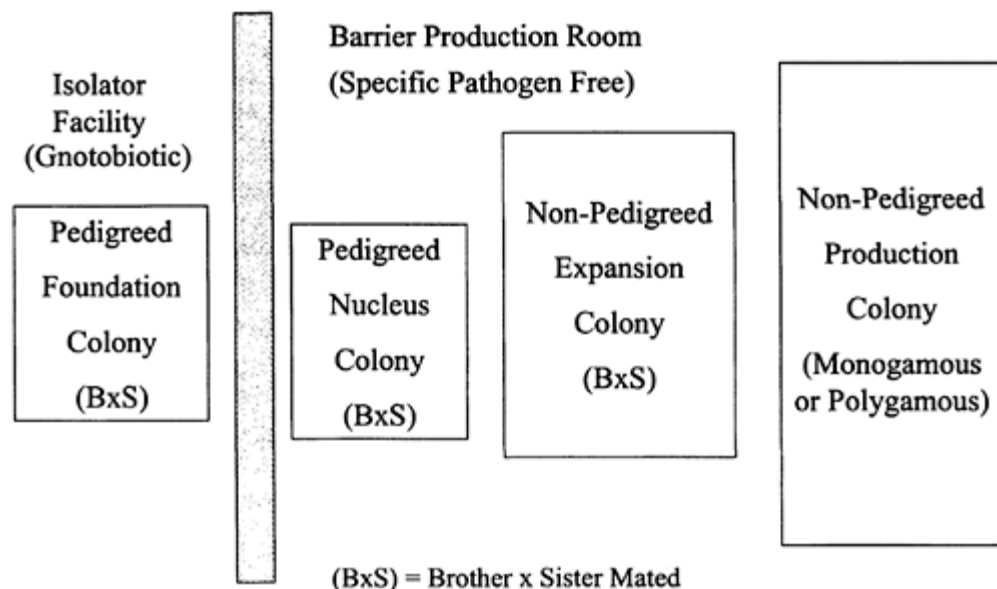 Isolator
Facility
(Gnotobiotic)
Pedigreed
Foundation
Colony
(BxS)
Barrier Production Room
(Specific Pathogen Free)
Pedigreed
Nucleus
Colony
(BxS)
Non-Pedigreed
Expansion
Colony
(BxS)
Non-Pedigreed
Production
Colony
(Monogamous
or Polygamous)
(BxS) = Brother x Sister Mated